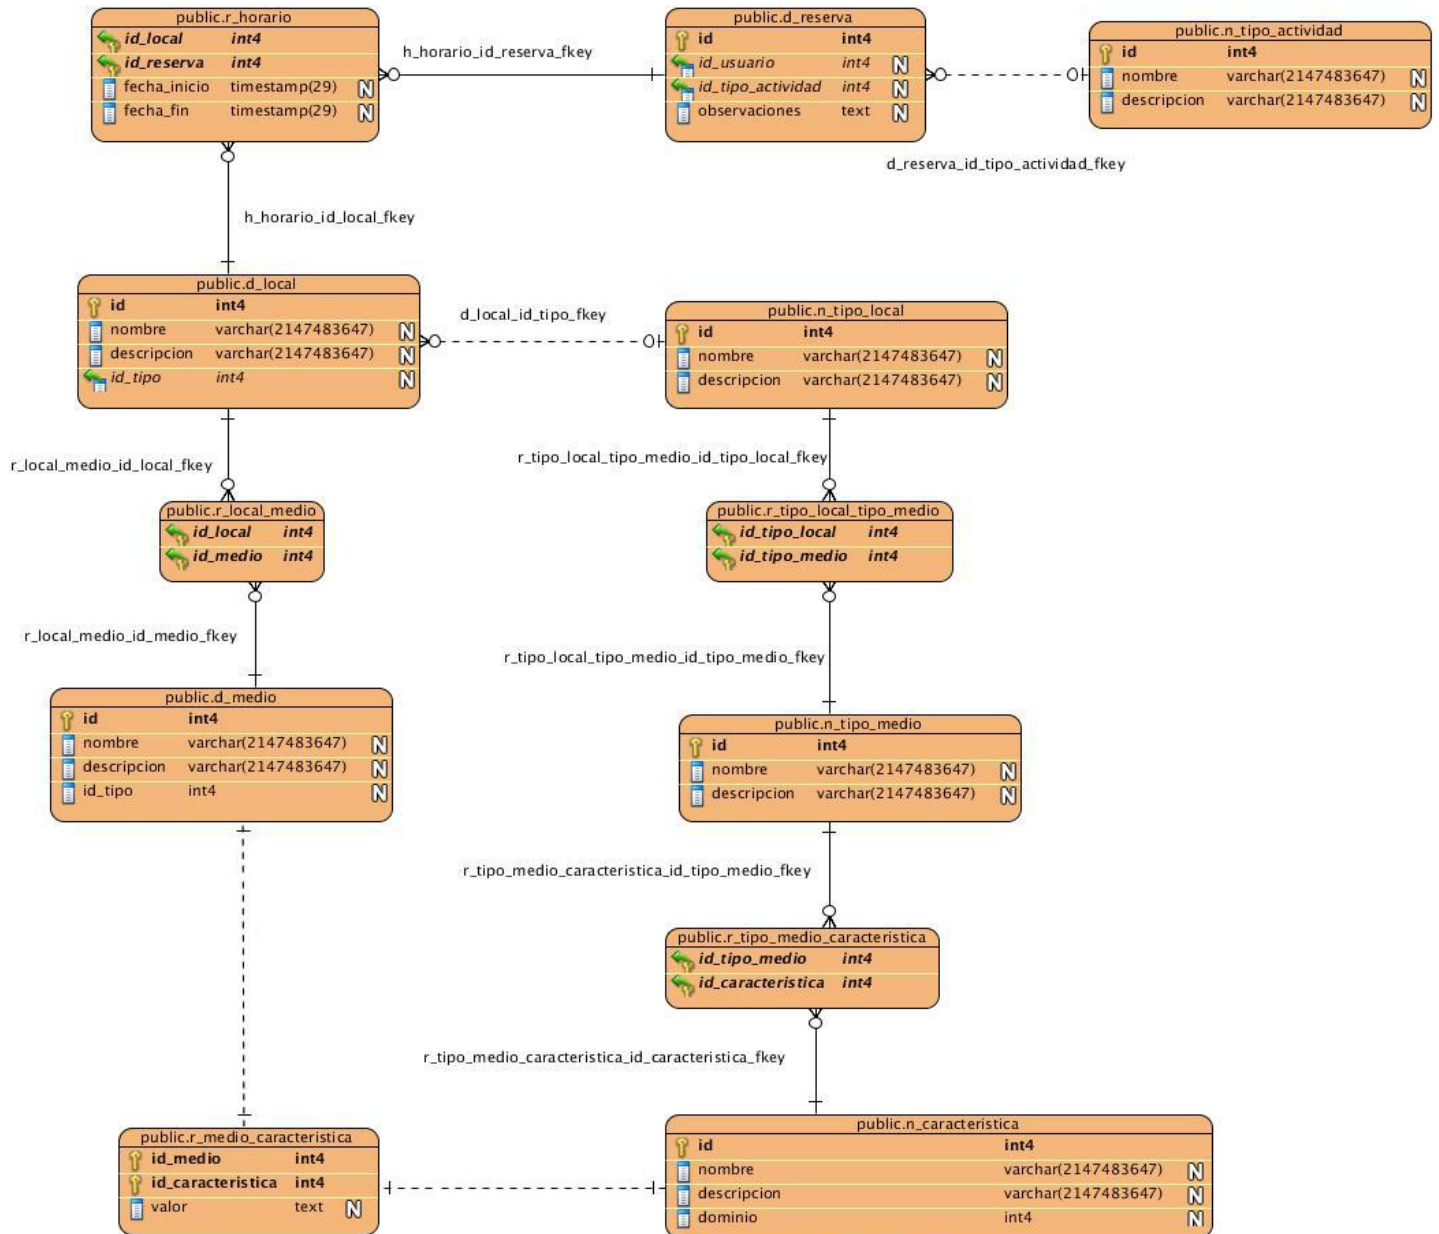 public.r_horario
id_local int4
id_reserva int4
fecha_inicio timestamp(29) N
fecha_fin timestamp(29) N
h_horario_id_reserva_fkey
public.d_reserva
id int4
id_usuario int4 N
id_tipo_actividad int4 N
observaciones text N
public.n_tipo_actividad
id int4
nombre varchar(2147483647) N
descripcion varchar(2147483647) N
d_reserva_id_tipo_actividad_fkey
h_horario_id_local_fkey
public.d_local
id int4
nombre varchar(2147483647) N
descripcion varchar(2147483647) N
id_tipo int4 N
d_local_id_tipo_fkey
public.n_tipo_local
id int4
nombre varchar(2147483647) N
descripcion varchar(2147483647) N
r_local_medio_id_local_fkey
r_tipo_local_tipo_medio_id_tipo_local_fkey
public.r_local_medio
id_local int4
id_medio int4
public.r_tipo_local_tipo_medio
id_tipo_local int4
id_tipo_medio int4
r_local_medio_id_medio_fkey
r_tipo_local_tipo_medio_id_tipo_medio_fkey
public.d_medio
id int4
nombre varchar(2147483647) N
descripcion varchar(2147483647) N
id_tipo int4 N
public.n_tipo_medio
id int4
nombre varchar(2147483647) N
descripcion varchar(2147483647) N
r_tipo_medio_caracteristica_id_tipo_medio_fkey
public.r_tipo_medio_caracteristica
id_tipo_medio int4
id_caracteristica int4
r_tipo_medio_caracteristica_id_caracteristica_fkey
public.r_medio_caracteristica
id_medio int4
id_caracteristica int4
valor text N
public.n_caracteristica
id int4
nombre varchar(2147483647) N
descripcion varchar(2147483647) N
dominio int4 N